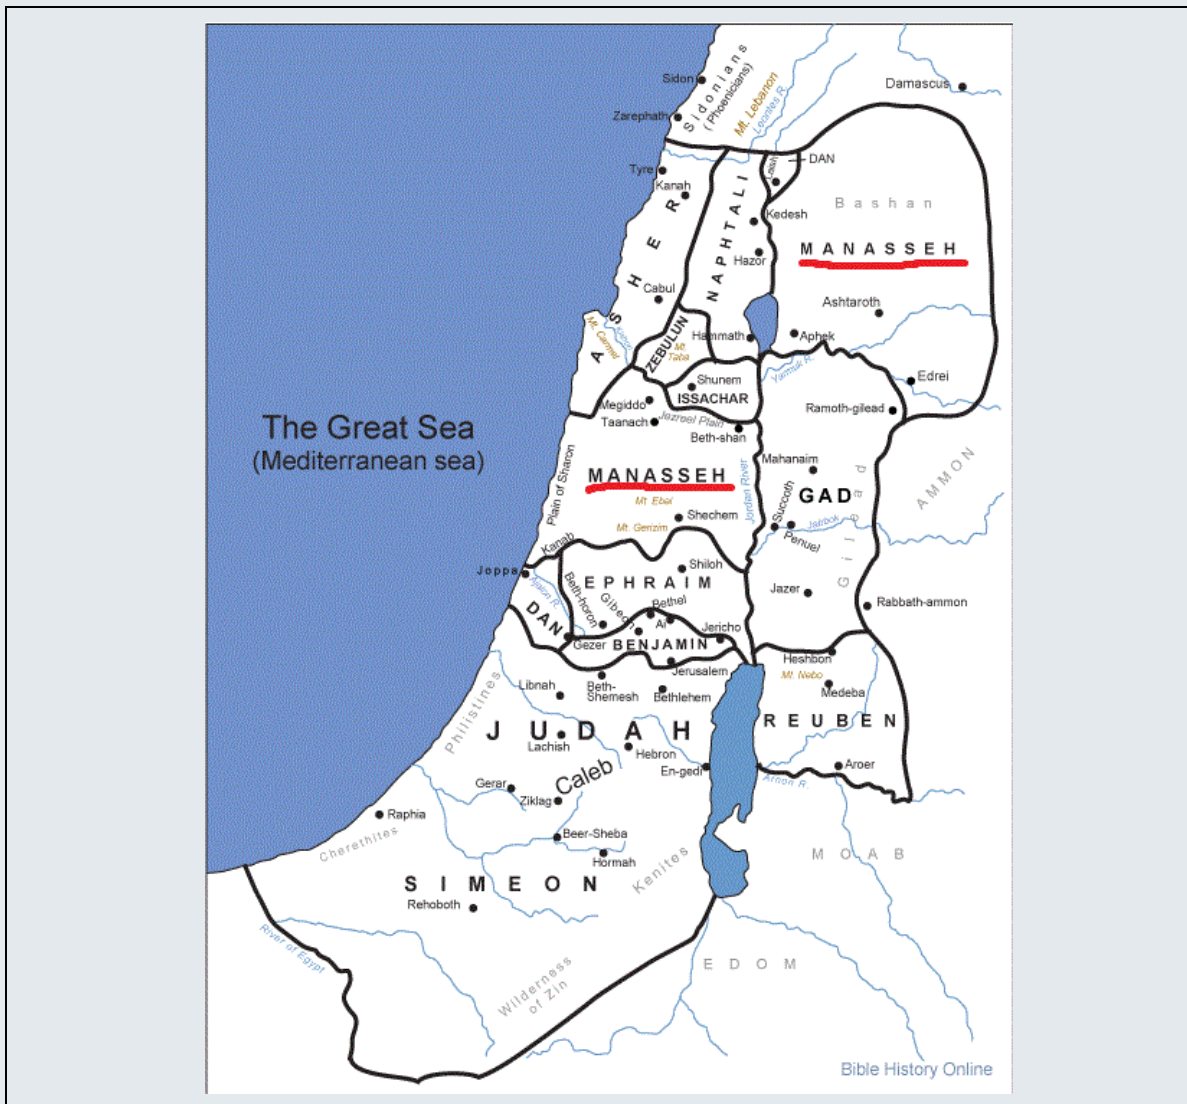 Sidon
Sidonians
(Phoenicians)
Mt. Lebanon
Leontes R.
Damascus
Zarephath
Tyre
Kanah
Laish
DAN
Bashan
NAPHTALI
Kedesh
MANASSEH
Hazor
ASHER
Cabul
Ashtaroth
Mt. Carmel
Kishon
ZEBULUN
Mt.
Tabo
Hammath
Aphek
Yarmuk R.
Edrei
Shunem
ISSACHAR
Megiddo
Taanach
Jezreel Plain
Beth-shan
Ramoth-gilead
The Great Sea
(Mediterranean sea)
Plain of Sharon
MANASSEH
Mt. Ebal
Mt. Gerizim
Shechem
Jordan River
Mahanaim
GAD
Succoth
Jabbok
Penuel
Gilead
AMMON
Kanah
Joppa
Ajalon R.
Beth-horon
EPHRAIM
Shiloh
Gibeon
Bethel
Ai
Jazer
Rabbath-ammon
DAN
Gezer
BENJAMIN
Jericho
Jerusalem
Heshbon
Mt. Nebo
Medeba
Libnah
Beth-
Shemesh
Bethlehem
Philistines
JUDAH
Lachish
Hebron
REUBEN
En-gedi
Aroer
Arnon R.
Caleb
Gerar
Ziklag
Raphia
Cherethites
Beer-Sheba
Hormah
Kenites
MOAB
SIMEON
Rehoboth
River of Egypt
Wilderness
of Zin
EDOM
Bible History Online